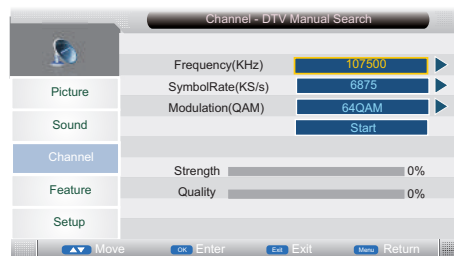 Channel - DTV Manual Search
Frequency(KHz) 107500
SymbolRate(KS/s) 6875
Modulation(QAM) 64QAM
Start
Strength 0%
Quality 0%
Picture
Sound
Channel
Feature
Setup
Move OK Enter Exit Exit Menu Return